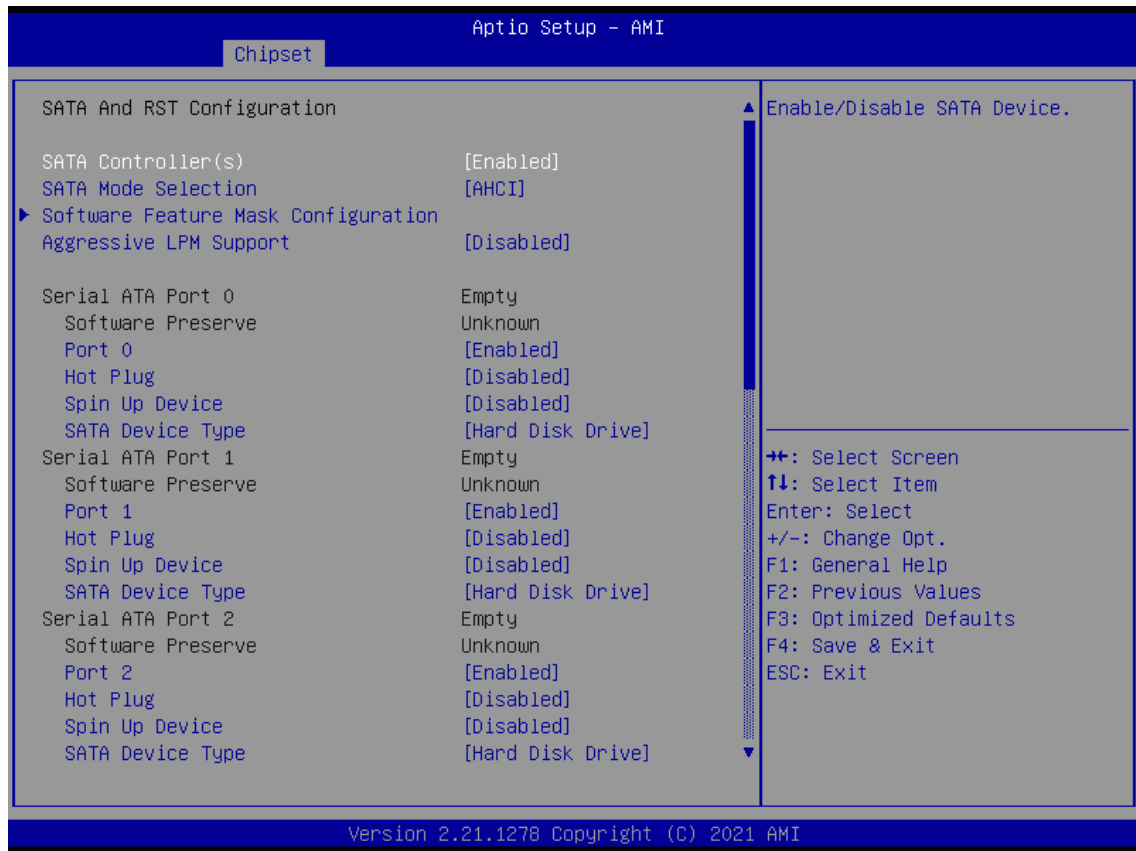 Aptio Setup – AMI
Chipset
SATA And RST Configuration
SATA Controller(s) [Enabled]
SATA Mode Selection [AHCI]
Software Feature Mask Configuration
Aggressive LPM Support [Disabled]
Serial ATA Port 0 Empty
Software Preserve Unknown
Port 0 [Enabled]
Hot Plug [Disabled]
Spin Up Device [Disabled]
SATA Device Type [Hard Disk Drive]
Serial ATA Port 1 Empty
Software Preserve Unknown
Port 1 [Enabled]
Hot Plug [Disabled]
Spin Up Device [Disabled]
SATA Device Type [Hard Disk Drive]
Serial ATA Port 2 Empty
Software Preserve Unknown
Port 2 [Enabled]
Hot Plug [Disabled]
Spin Up Device [Disabled]
SATA Device Type [Hard Disk Drive]
Enable/Disable SATA Device.
→←: Select Screen
↑↓: Select Item
Enter: Select
+/-: Change Opt.
F1: General Help
F2: Previous Values
F3: Optimized Defaults
F4: Save & Exit
ESC: Exit
Version 2.21.1278 Copyright (C) 2021 AMI